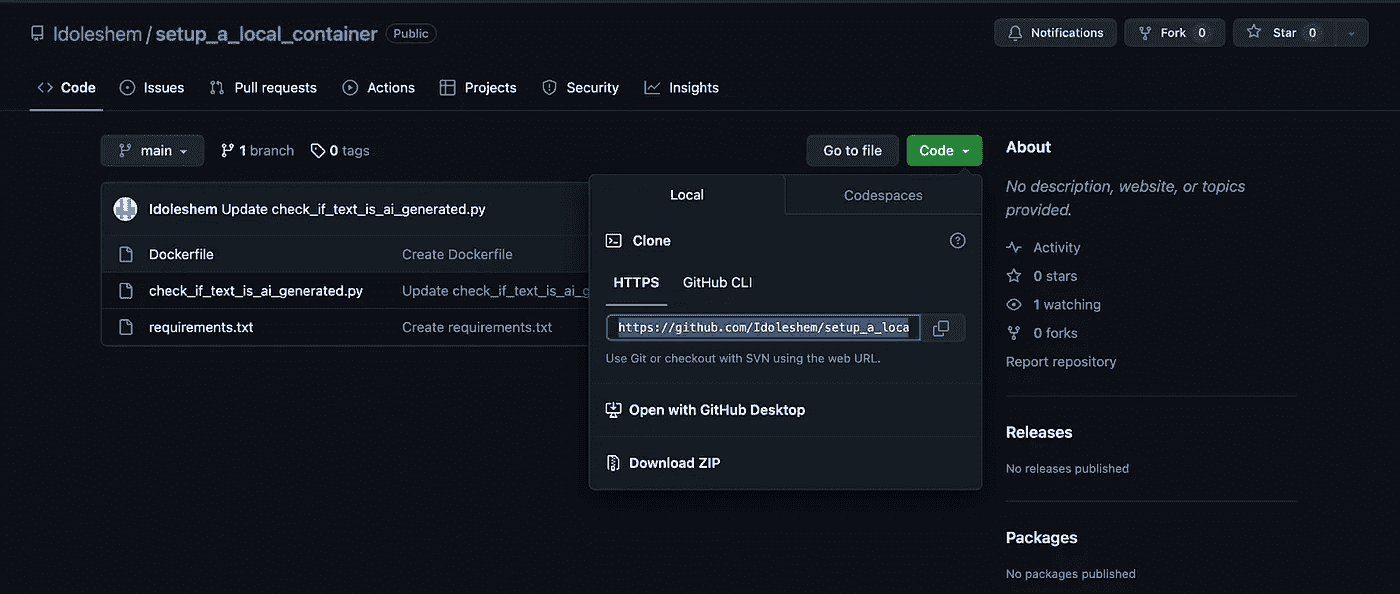 Idoleshem / setup_a_local_container Public
Notifications Fork 0 Star 0
Code Issues Pull requests Actions Projects Security Insights
main 1 branch 0 tags Go to file Code
Idoleshem Update check_if_text_is_ai_generated.py
Dockerfile Create Dockerfile
check_if_text_is_ai_generated.py Update check_if_text_is_ai_g
requirements.txt Create requirements.txt
Local Codespaces
Clone
HTTPS GitHub CLI
https://github.com/Idoleshem/setup_a_loca
Use Git or checkout with SVN using the web URL.
Open with GitHub Desktop
Download ZIP
About
No description, website, or topics
provided.
Activity
0 stars
1 watching
0 forks
Report repository
Releases
No releases published
Packages
No packages published